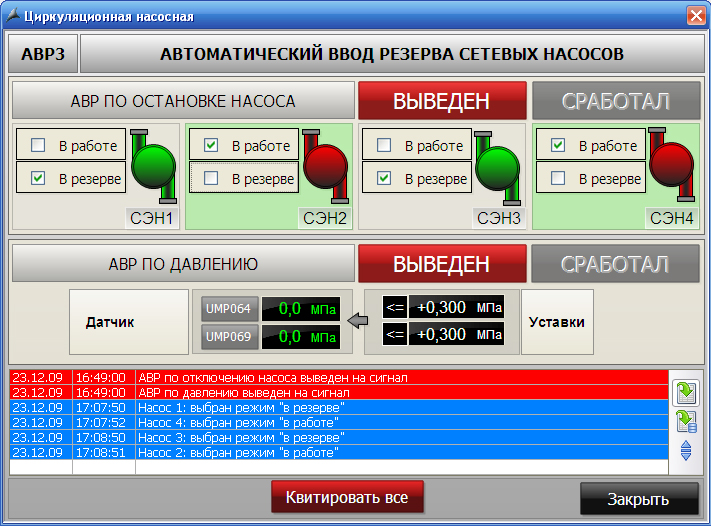 Циркуляционная насосная
АВР3 АВТОМАТИЧЕСКИЙ ВВОД РЕЗЕРВА СЕТЕВЫХ НАСОСОВ
АВР ПО ОСТАНОВКЕ НАСОСА ВЫВЕДЕН СРАБОТАЛ
В работе В работе В работе В работе
В резерве В резерве В резерве В резерве
СЭН1 СЭН2 СЭН3 СЭН4
АВР ПО ДАВЛЕНИЮ ВЫВЕДЕН СРАБОТАЛ
Датчик UMP064 0,0 МПа <= +0,300 МПа Уставки
UMP069 0,0 МПа <= +0,300 МПа
23.12.09 16:49:00 АВР по отключению насоса выведен на сигнал
23.12.09 16:49:00 АВР по давлению выведен на сигнал
23.12.09 17:07:50 Насос 1: выбран режим "в резерве"
23.12.09 17:07:52 Насос 4: выбран режим "в работе"
23.12.09 17:08:50 Насос 3: выбран режим "в резерве"
23.12.09 17:08:51 Насос 2: выбран режим "в работе"
Квитировать все Закрыть